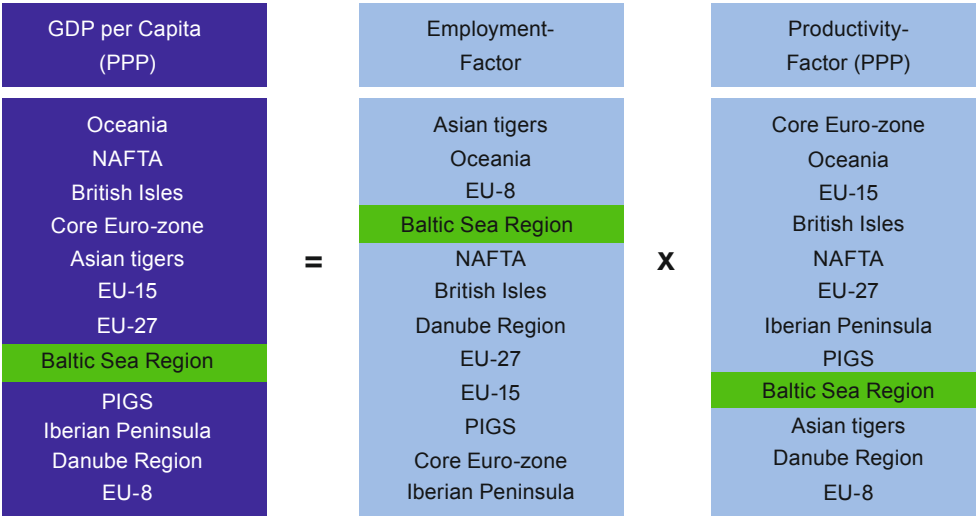 GDP per Capita
(PPP)
Oceania
NAFTA
British Isles
Core Euro-zone
Asian tigers
EU-15
EU-27
Baltic Sea Region
PIGS
Iberian Peninsula
Danube Region
EU-8
=
Employment-
Factor
Asian tigers
Oceania
EU-8
Baltic Sea Region
NAFTA
British Isles
Danube Region
EU-27
EU-15
PIGS
Core Euro-zone
Iberian Peninsula
x
Productivity-
Factor (PPP)
Core Euro-zone
Oceania
EU-15
British Isles
NAFTA
EU-27
Iberian Peninsula
PIGS
Baltic Sea Region
Asian tigers
Danube Region
EU-8